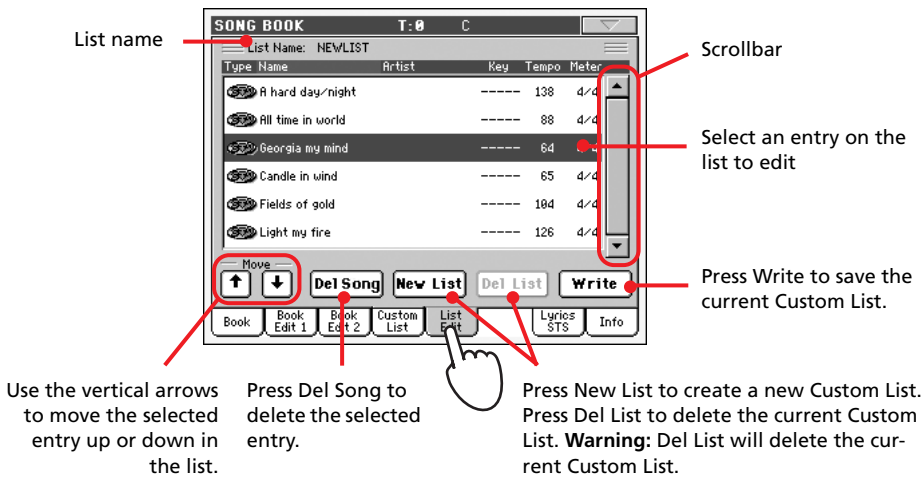 SONG BOOK T:0 C
List name
List Name: NEWLIST
Type Name Artist Key Tempo Meter
Scrollbar
A hard day/night ----- 138 4/4
All time in world ----- 88 4/4
Select an entry on the
list to edit
Georgia my mind ----- 64 4/4
Candle in wind ----- 65 4/4
Fields of gold ----- 104 4/4
Light my fire ----- 126 4/4
Move
Del Song New List Del List Write
Press Write to save the
current Custom List.
Book Book Edit 1 Book Edit 2 Custom List List Edit Lyrics STS Info
Use the vertical arrows
to move the selected
entry up or down in
the list.
Press Del Song to
delete the selected
entry.
Press New List to create a new Custom List.
Press Del List to delete the current Custom
List. Warning: Del List will delete the cur-
rent Custom List.